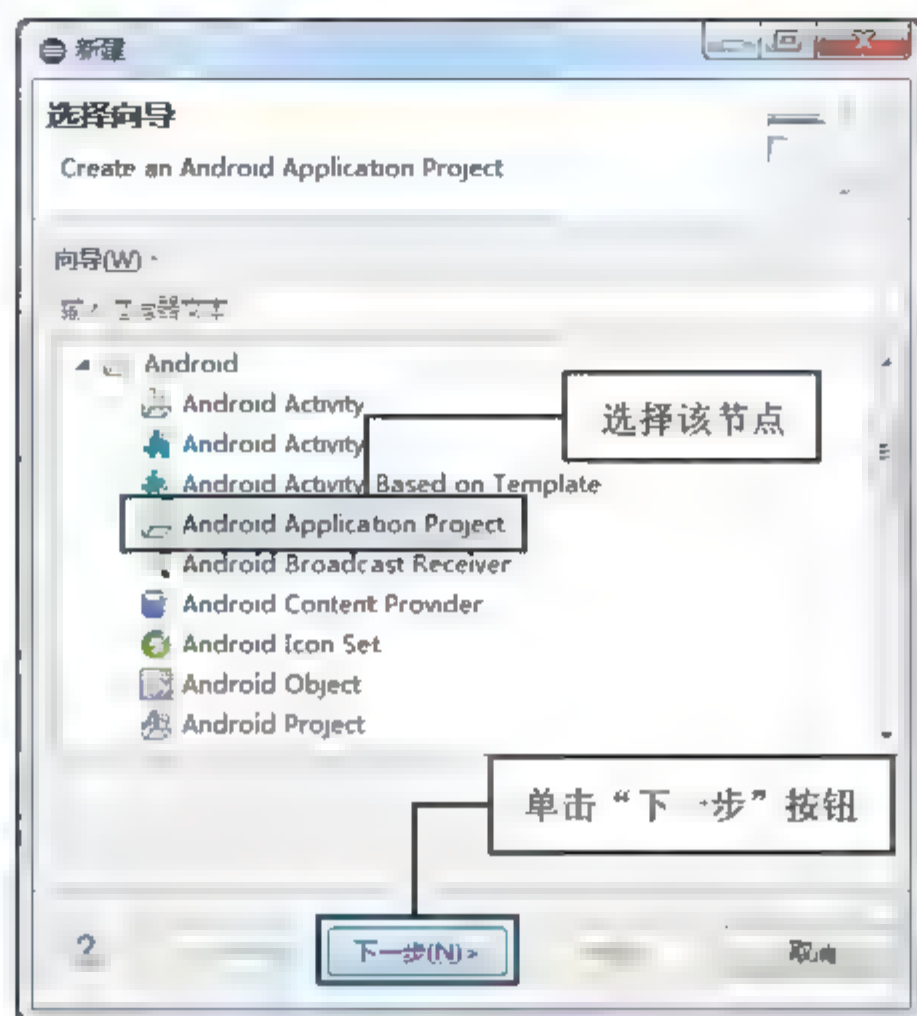 新建
选择向导
Create an Android Application Project
向导(W)
Android
Android Activity
选择该节点
Android Activity
Android Activity Based on Template
Android Application Project
Android Broadcast Receiver
Android Content Provider
Android Icon Set
Android Object
Android Project
单击“下一步”按钮
?
下一步(N) >
取消